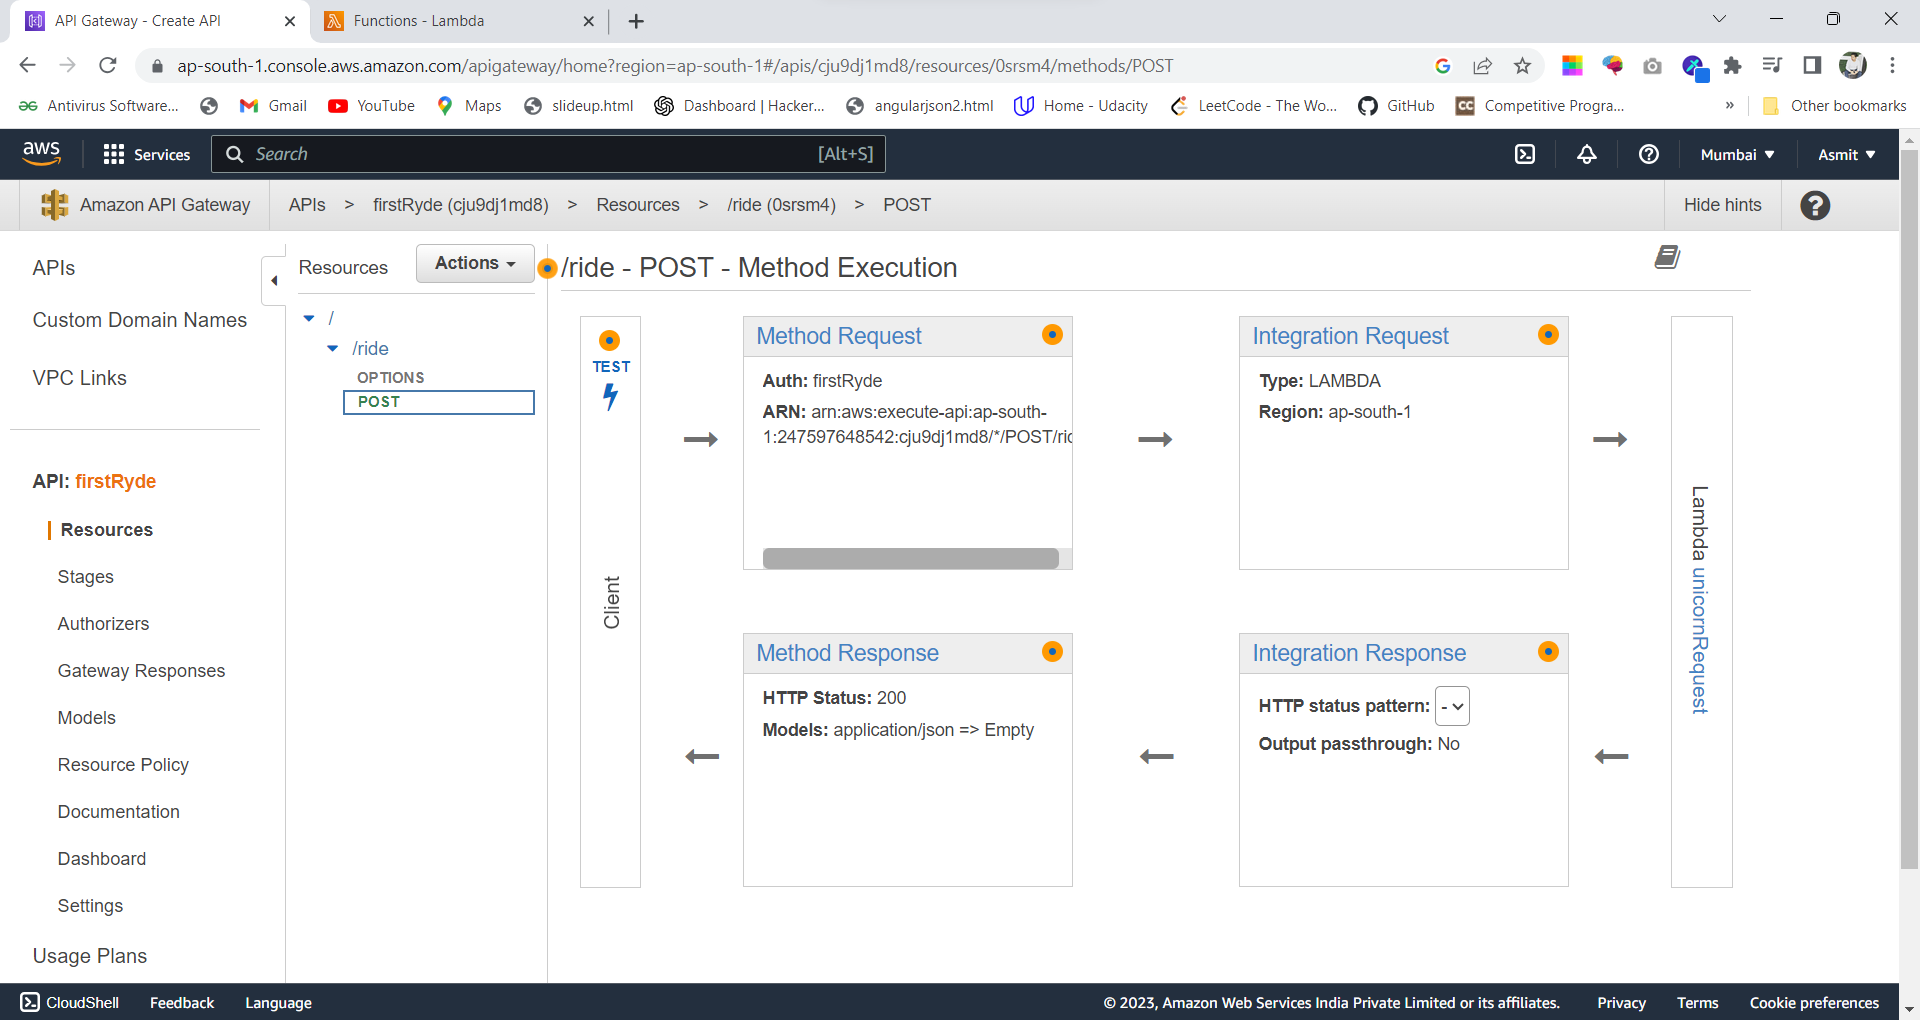 API Gateway - Create API
Functions - Lambda
ap-south-1.console.aws.amazon.com/apigateway/home?region=ap-south-1#/apis/cju9dj1md8/resources/0srsm4/methods/POST
Antivirus Software...
Gmail
YouTube
Maps
slideup.html
Dashboard | Hacker...
angularjson2.html
Home - Udacity
LeetCode - The Wo...
GitHub
CC
Competitive Progra...
»
Other bookmarks
aws
Services
Search
[Alt+S]
Mumbai
Asmit
Amazon API Gateway
APIs > firstRyde (cju9dj1md8) > Resources > /ride (0srsm4) > POST
Hide hints
APIs
Custom Domain Names
VPC Links
API: firstRyde
Resources
Stages
Authorizers
Gateway Responses
Models
Resource Policy
Documentation
Dashboard
Settings
Usage Plans
Resources
Actions
/
/ride
OPTIONS
POST
/ride - POST - Method Execution
TEST
Client
Method Request
Auth: firstRyde
ARN: arn:aws:execute-api:ap-south-
1:247597648542:cju9dj1md8/*/POST/ric
Integration Request
Type: LAMBDA
Region: ap-south-1
Lambda unicornRequest
Method Response
HTTP Status: 200
Models: application/json => Empty
Integration Response
HTTP status pattern: -
Output passthrough: No
CloudShell
Feedback
Language
© 2023, Amazon Web Services India Private Limited or its affiliates.
Privacy
Terms
Cookie preferences